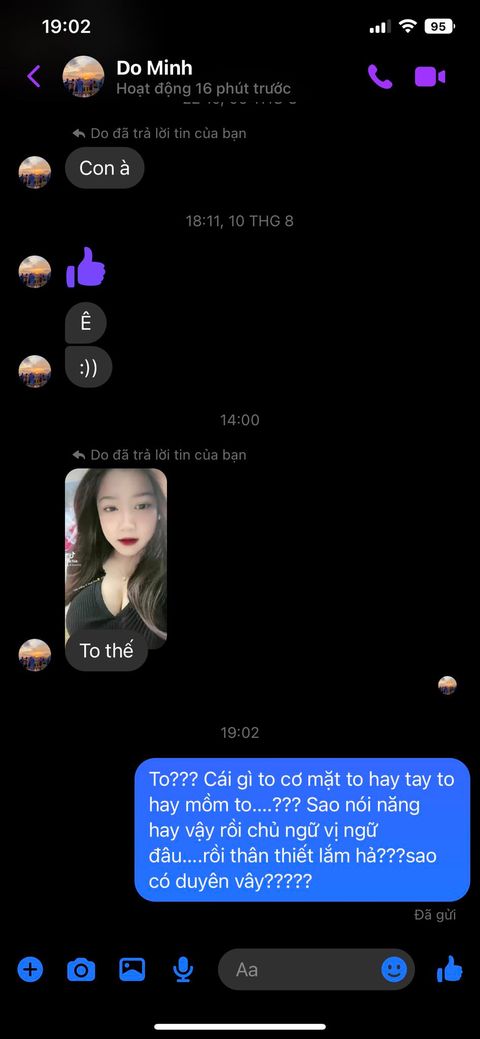 19:02
95
Do Minh
Hoạt động 16 phút trước
Do đã trả lời tin của bạn
Con à
18:11, 10 THG 8
Ê
:))
14:00
Do đã trả lời tin của bạn
To thế
19:02
To??? Cái gì to cơ mặt to hay tay to
hay mồm to....??? Sao nói năng
hay vậy rồi chủ ngữ vị ngữ
đâu....rồi thân thiết lắm hả???sao
có duyên vây?????
Đã gửi
Aa